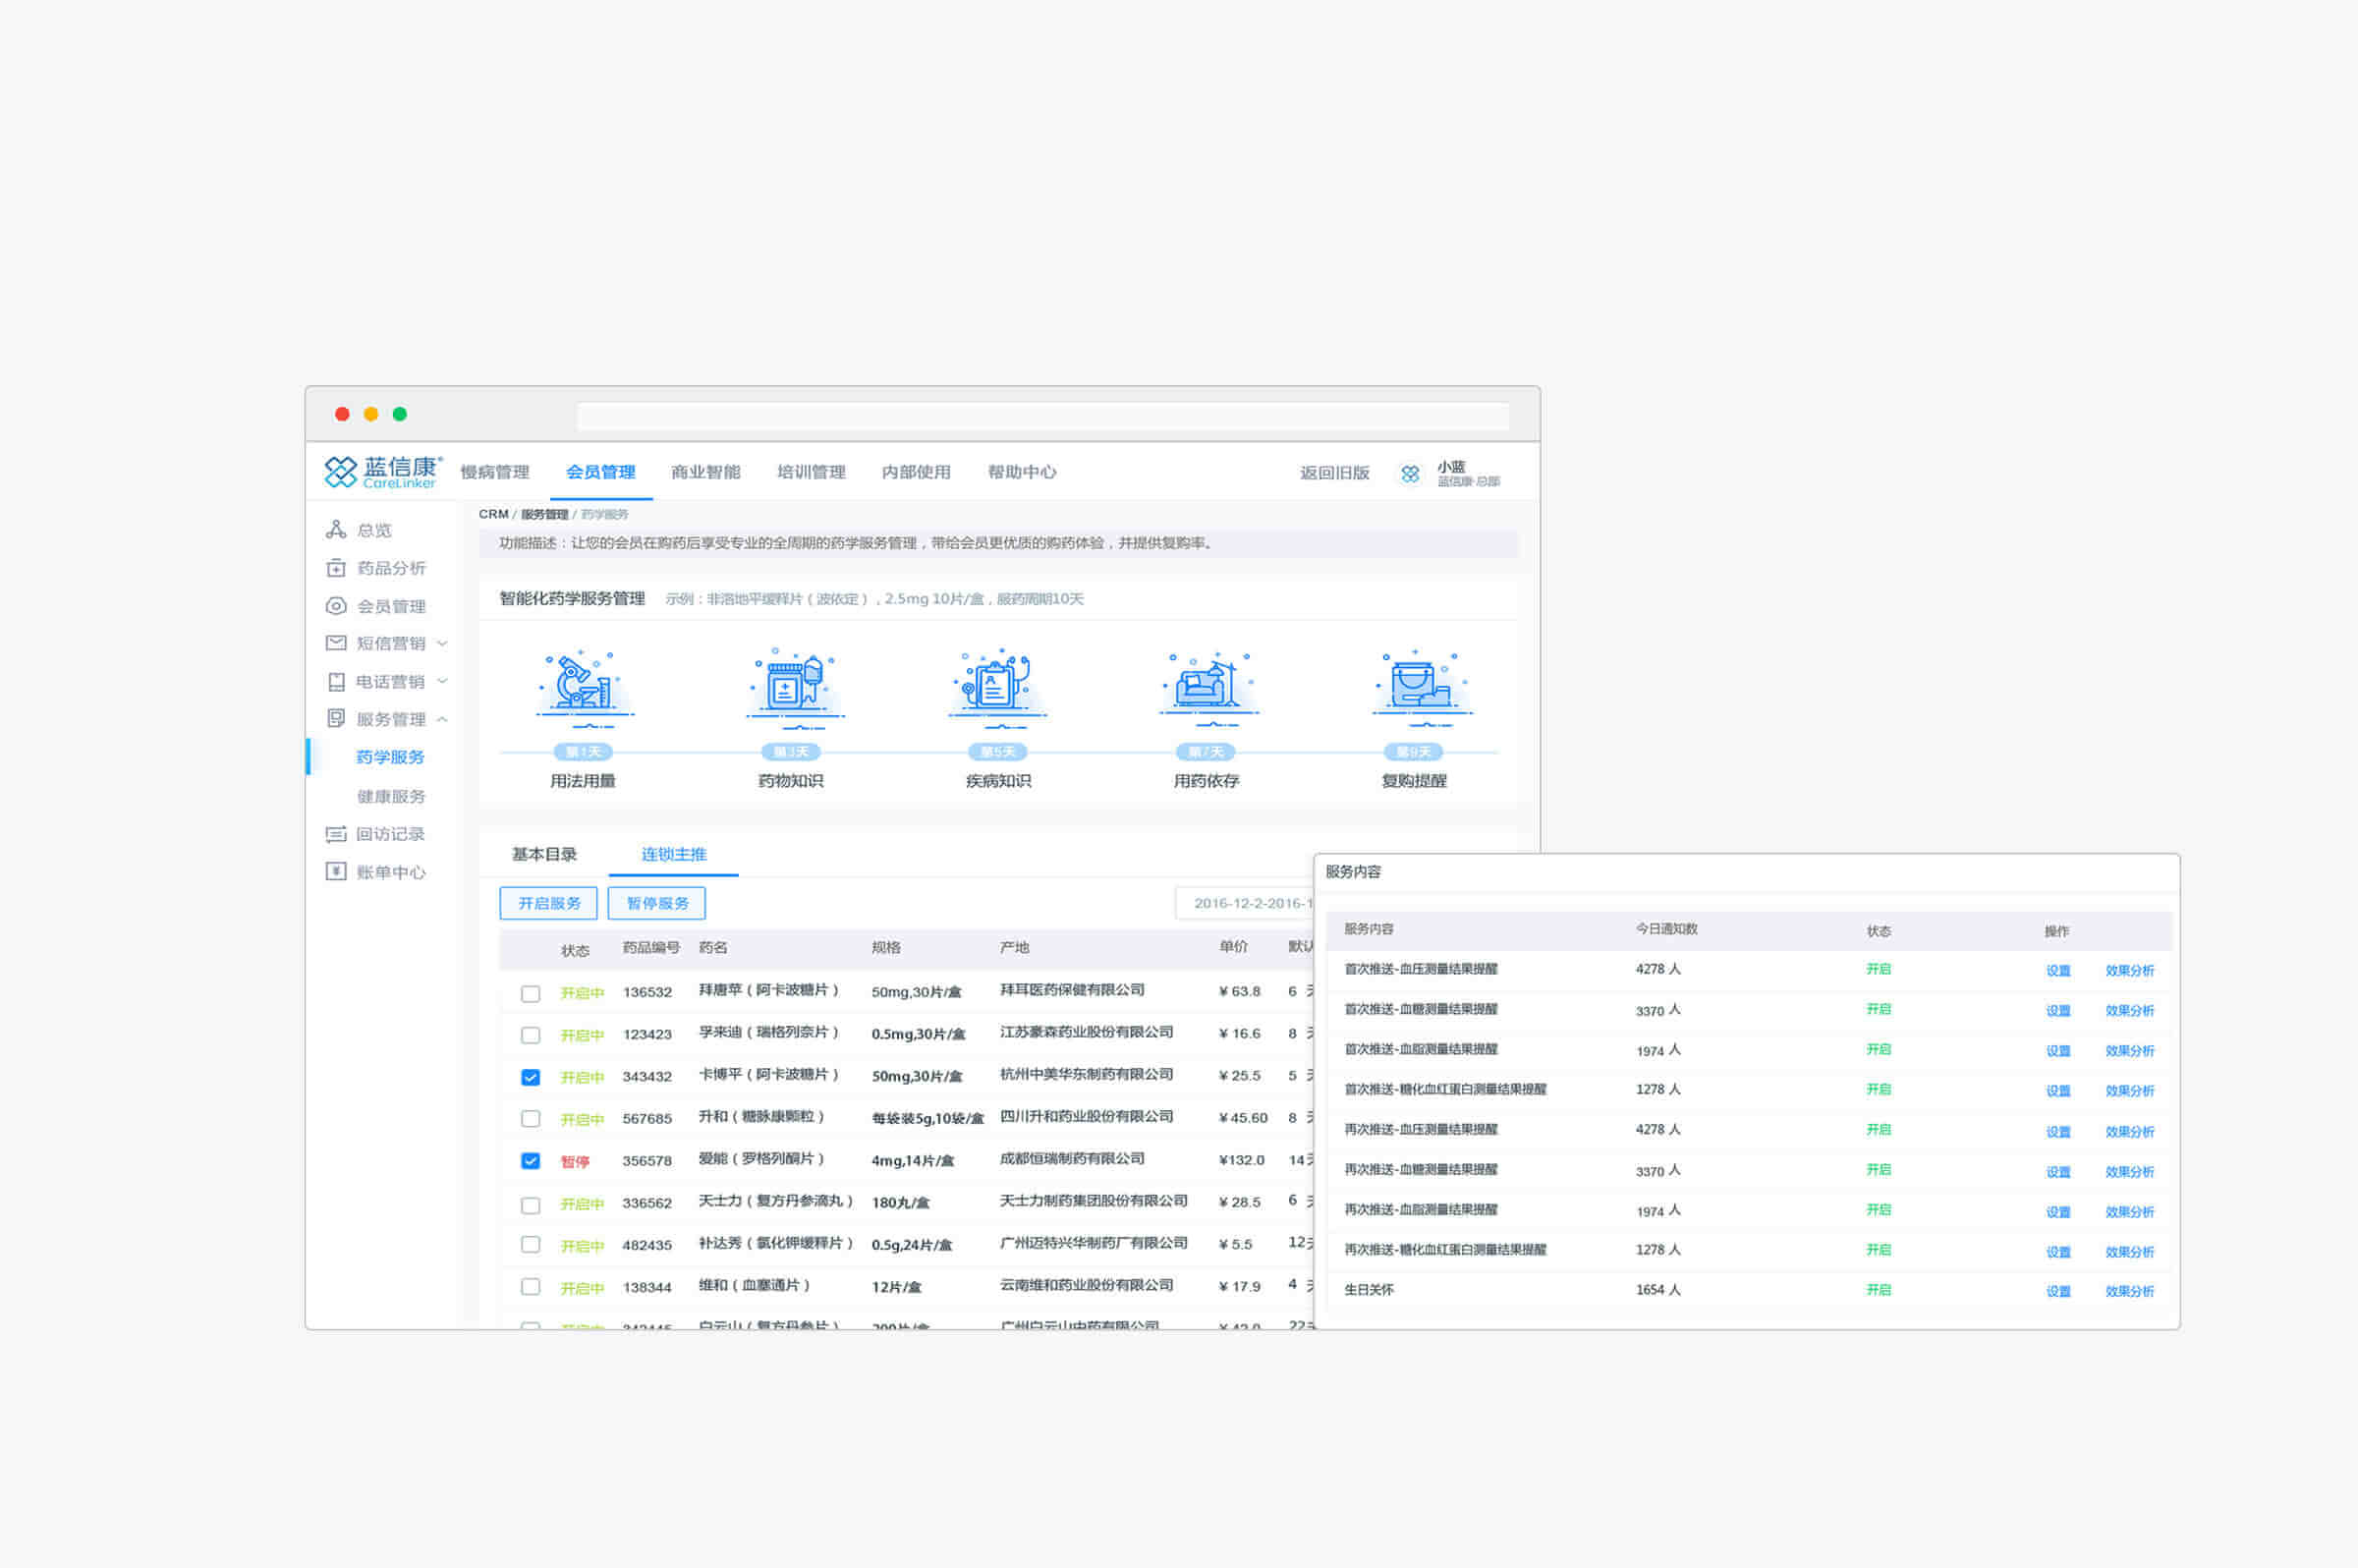 蓝信康®
CareLinker
慢病管理 会员管理 商业智能 培训管理 内部使用 帮助中心 返回旧版 小蓝
蓝信康·总部
总览
药品分析
会员管理
短信营销
电话营销
服务管理
药学服务
健康服务
回访记录
账单中心
CRM / 服务管理 / 药学服务
功能描述：让您的会员在购药后享受专业的全周期的药学服务管理，带给会员更优质的购药体验，并提供复购率。
智能化药学服务管理 示例：非洛地平缓释片（波依定），2.5mg 10片/盒，服药周期10天
第1天 第3天 第5天 第7天 第9天
用法用量 药物知识 疾病知识 用药依存 复购提醒
基本目录 连锁主推
开启服务 暂停服务 2016-12-2-2016-1
状态 药品编号 药名 规格 产地 单价 默认
开启中 136532 拜唐苹（阿卡波糖片） 50mg,30片/盒 拜耳医药保健有限公司 ¥ 63.8 6 天
开启中 123423 孚来迪（瑞格列奈片） 0.5mg,30片/盒 江苏豪森药业股份有限公司 ¥ 16.6 8 天
开启中 343432 卡博平（阿卡波糖片） 50mg,30片/盒 杭州中美华东制药有限公司 ¥ 25.5 5 天
开启中 567685 升和（糖脉康颗粒） 每袋装5g,10袋/盒 四川升和药业股份有限公司 ¥ 45.60 8 天
暂停 356578 爱能（罗格列酮片） 4mg,14片/盒 成都恒瑞制药有限公司 ¥132.0 14天
开启中 336562 天士力（复方丹参滴丸） 180丸/盒 天士力制药集团股份有限公司 ¥ 28.5 6 天
开启中 482435 补达秀（氯化钾缓释片） 0.5g,24片/盒 广州迈特兴华制药厂有限公司 ¥ 5.5 12天
开启中 138344 维和（血塞通片） 12片/盒 云南维和药业股份有限公司 ¥ 17.9 4 天
开启中 342445 白云山（复方丹参片） 200片/盒 广州白云山中药有限公司 ¥ 42.0 22天
服务内容
服务内容 今日通知数 状态 操作
首次推送-血压测量结果提醒 4278 人 开启 设置 效果分析
首次推送-血糖测量结果提醒 3370 人 开启 设置 效果分析
首次推送-血脂测量结果提醒 1974 人 开启 设置 效果分析
首次推送-糖化血红蛋白测量结果提醒 1278 人 开启 设置 效果分析
再次推送-血压测量结果提醒 4278 人 开启 设置 效果分析
再次推送-血糖测量结果提醒 3370 人 开启 设置 效果分析
再次推送-血脂测量结果提醒 1974 人 开启 设置 效果分析
再次推送-糖化血红蛋白测量结果提醒 1278 人 开启 设置 效果分析
生日关怀 1654 人 开启 设置 效果分析